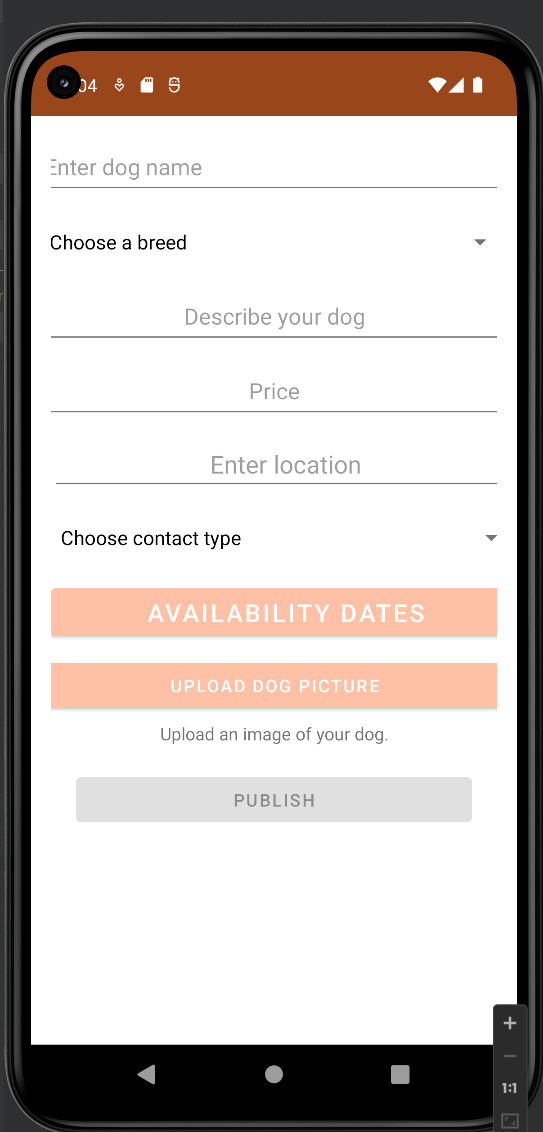 04
Enter dog name
Choose a breed
Describe your dog
Price
Enter location
Choose contact type
AVAILABILITY DATES
UPLOAD DOG PICTURE
Upload an image of your dog.
PUBLISH
1:1